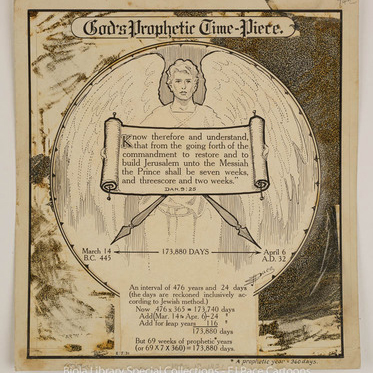 God's Prophetic Time-Piece.
Know therefore and understand,
that from the going forth of the
commandment to restore and to
build Jerusalem unto the Messiah
the Prince shall be seven weeks,
and threescore and two weeks."
DAN. 9:25
March 14
B.C. 445
173,880 DAYS
April 6
A.D. 32
An interval of 476 years and 24 days
(the days are reckoned inclusively ac-
cording to Jewish method.)
Now 476 x 365 = 173,740 days
Add (Mar. 14 to Apr. 6) - 24 "
Add for leap years 116 "
173,880 days
But 69 weeks of prophetic* years
(or 69 X 7 X 360) = 173,880 days.
* A prophetic year = 360 days.
Biola Library Special Collections - EJ Pace Cartoons